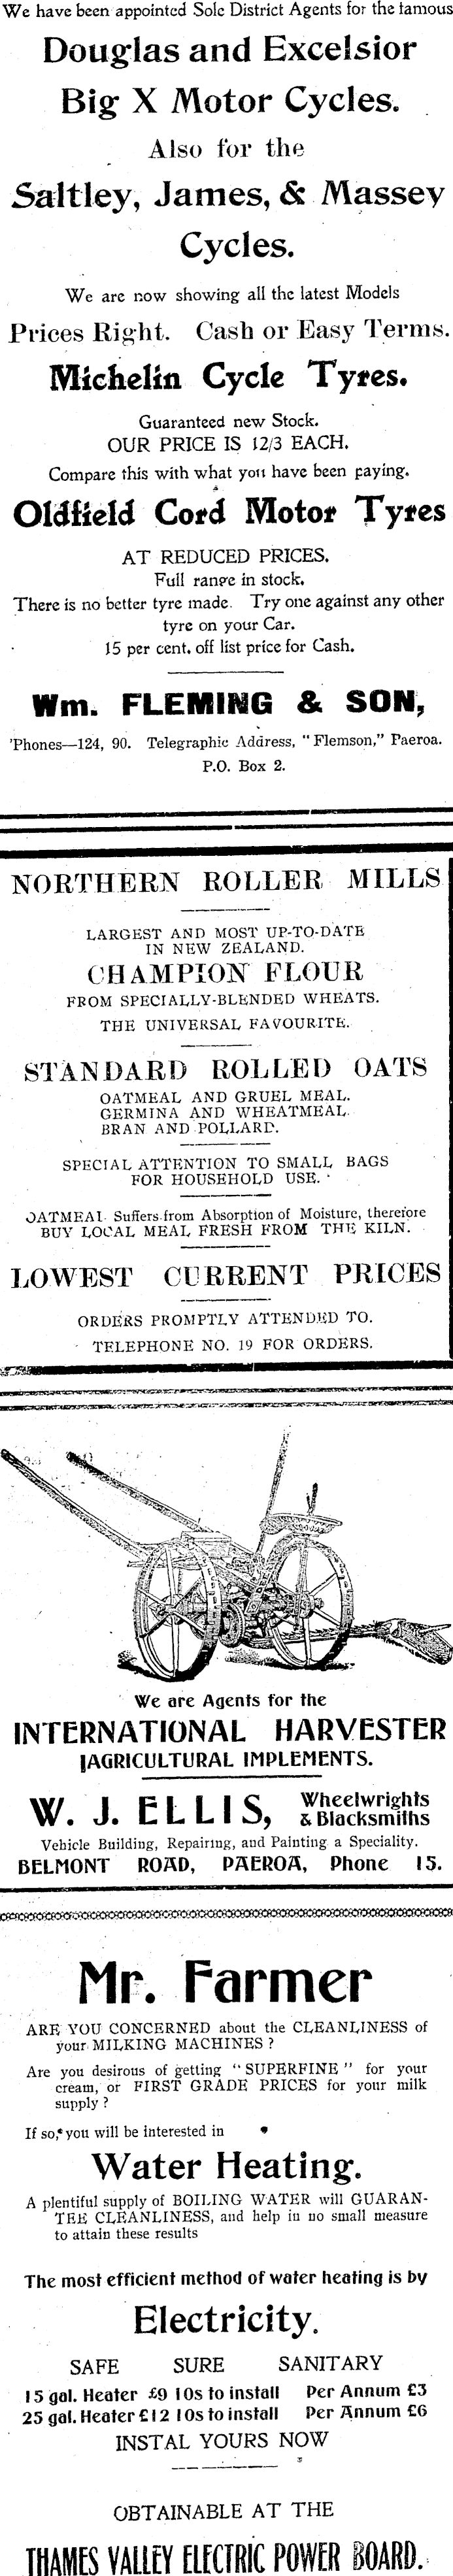 We have been appointed Sole District Agents for the famous
Douglas and Excelsior
Big X Motor Cycles.
Also for the
Saltley, James, & Massey
Cycles.
We are now showing all the latest Models
Prices Right. Cash or Easy Terms.
Michelin Cycle Tyres.
Guaranteed new Stock.
OUR PRICE IS 12/3 EACH.
Compare this with what you have been paying.
Oldfield Cord Motor Tyres
AT REDUCED PRICES.
Full range in stock.
There is no better tyre made. Try one against any other
tyre on your Car.
15 per cent. off list price for Cash.
Wm. FLEMING & SON,
'Phones—124, 90. Telegraphic Address, "Flemson," Paeroa.
P.O. Box 2.
NORTHERN ROLLER MILLS
LARGEST AND MOST UP-TO-DATE
IN NEW ZEALAND.
CHAMPION FLOUR
FROM SPECIALLY-BLENDED WHEATS.
THE UNIVERSAL FAVOURITE.
STANDARD ROLLED OATS
OATMEAL AND GRUEL MEAL.
GERMINA AND WHEATMEAL.
BRAN AND POLLARD.
SPECIAL ATTENTION TO SMALL BAGS
FOR HOUSEHOLD USE.
OATMEAL Suffers from Absorption of Moisture, therefore
BUY LOCAL MEAL FRESH FROM THE KILN.
LOWEST CURRENT PRICES
ORDERS PROMPTLY ATTENDED TO.
TELEPHONE NO. 19 FOR ORDERS.
We are Agents for the
INTERNATIONAL HARVESTER
AGRICULTURAL IMPLEMENTS.
W. J. ELLIS, Wheelwrights
& Blacksmiths
Vehicle Building, Repairing, and Painting a Speciality.
BELMONT ROAD, PAEROA, Phone 15.
Mr. Farmer
ARE YOU CONCERNED about the CLEANLINESS of
your MILKING MACHINES ?
Are you desirous of getting "SUPERFINE" for your
cream, or FIRST GRADE PRICES for your milk
supply ?
If so, you will be interested in
Water Heating.
A plentiful supply of BOILING WATER will GUARAN-
TEE CLEANLINESS, and help in no small measure
to attain these results
The most efficient method of water heating is by
Electricity.
SAFE SURE SANITARY
15 gal. Heater £9 10s to install Per Annum £3
25 gal. Heater £12 10s to install Per Annum £6
INSTAL YOURS NOW
OBTAINABLE AT THE
THAMES VALLEY ELECTRIC POWER BOARD.